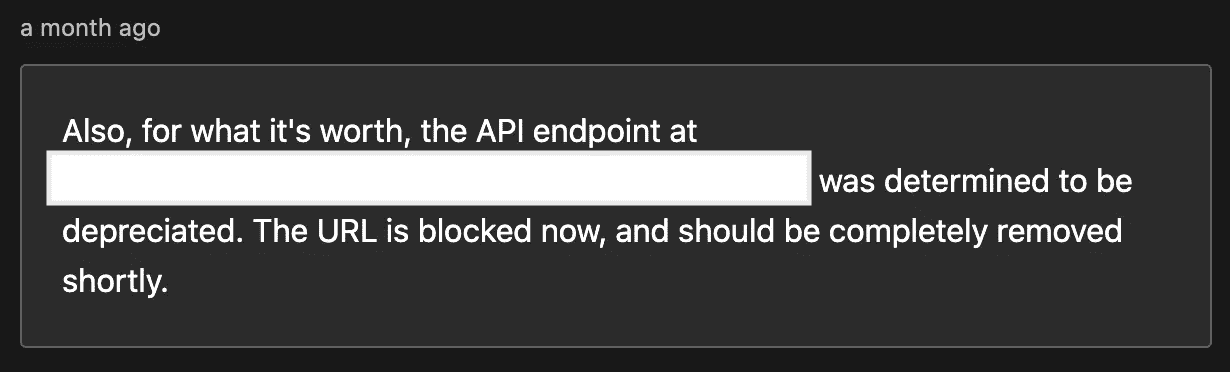 a month ago
Also, for what it's worth, the API endpoint at
was determined to be
depreciated. The URL is blocked now, and should be completely removed
shortly.